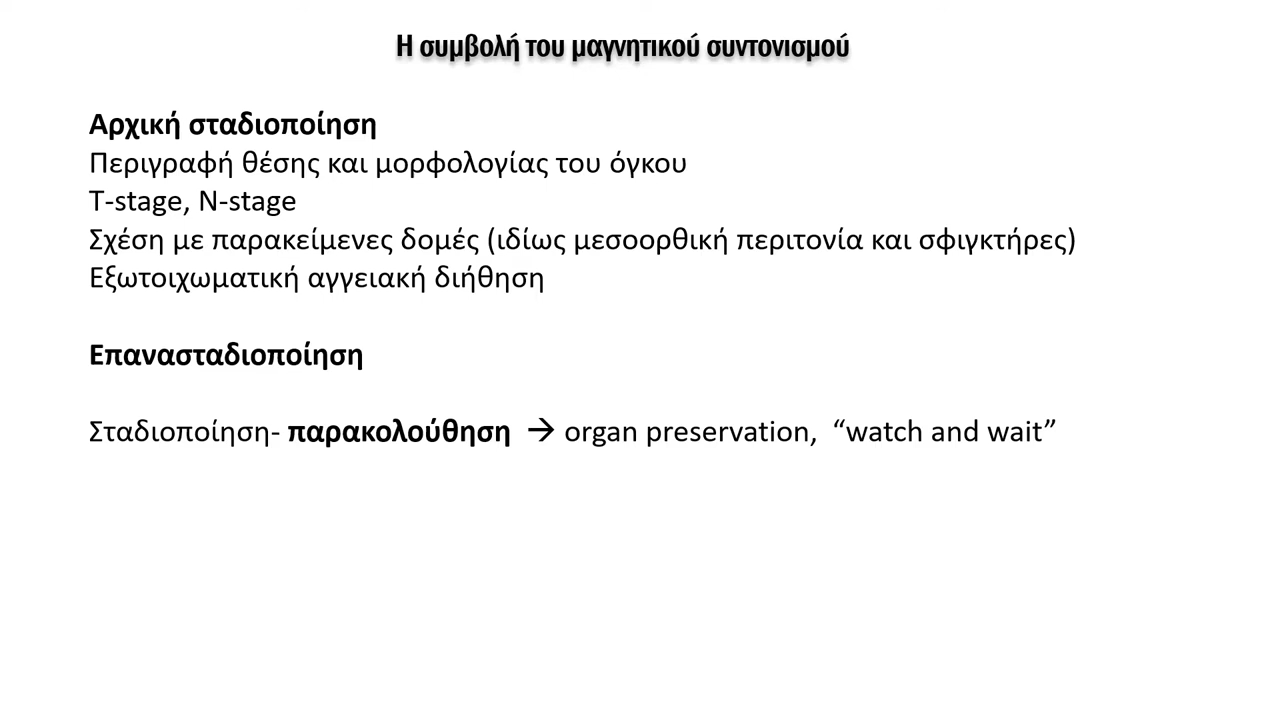 Η συμβολή του μαγνητικού συντονισμού
Αρχική σταδιοποίηση
Περιγραφή θέσης και μορφολογίας του όγκου
T-stage, N-stage
Σχέση με παρακείμενες δομές (ιδίως μεσοορθική περιτονία και σφιγκτήρες)
Εξωτοιχωματική αγγειακή διήθηση
Επανασταδιοποίηση
Σταδιοποίηση- παρακολούθηση → organ preservation, “watch and wait”